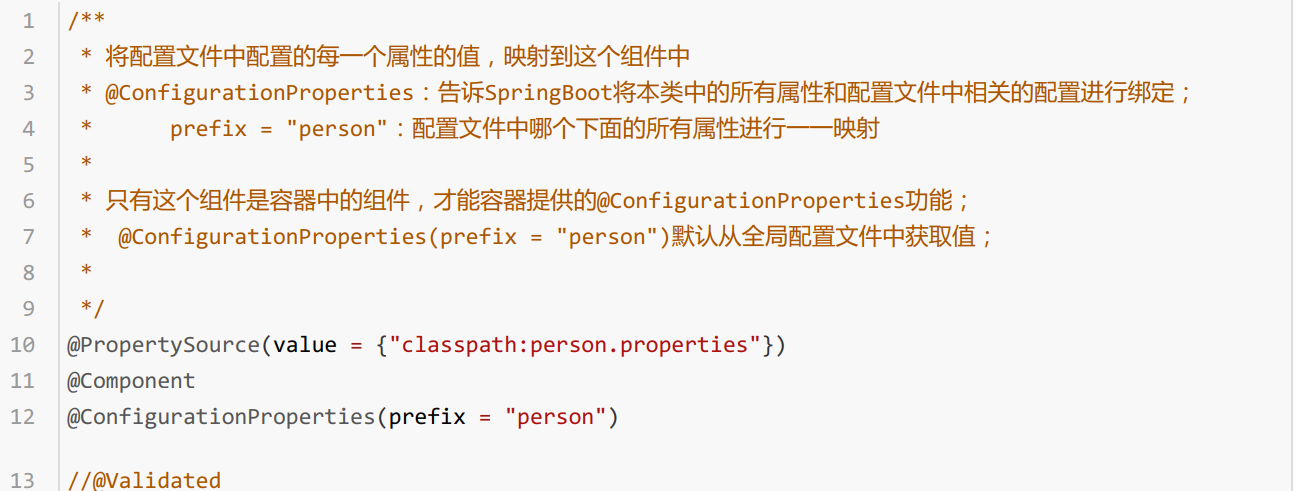 1 /**
2 * 将配置文件中配置的每一个属性的值，映射到这个组件中
3 * @ConfigurationProperties：告诉SpringBoot将本类中的所有属性和配置文件中相关的配置进行绑定；
4 *      prefix = "person"：配置文件中哪个下面的所有属性进行一一映射
5 *
6 * 只有这个组件是容器中的组件，才能容器提供的@ConfigurationProperties功能；
7 *  @ConfigurationProperties(prefix = "person")默认从全局配置文件中获取值；
8 *
9 */
10 @PropertySource(value = {"classpath:person.properties"})
11 @Component
12 @ConfigurationProperties(prefix = "person")
13 //@Validated